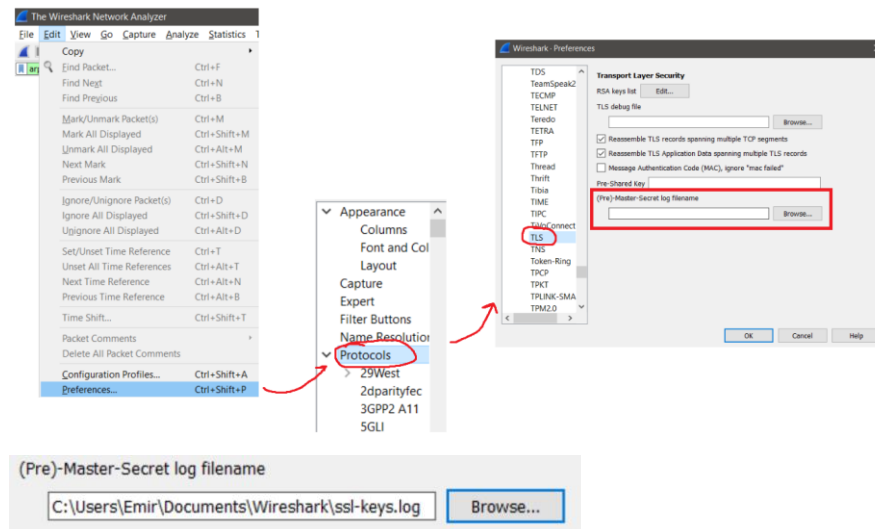 The Wireshark Network Analyzer
File Edit View Go Capture Analyze Statistics
Copy
Find Packet... Ctrl+F
Find Next Ctrl+N
Find Previous Ctrl+B
Mark/Unmark Packet(s) Ctrl+M
Mark All Displayed Ctrl+Shift+M
Unmark All Displayed Ctrl+Alt+M
Next Mark Ctrl+Shift+N
Previous Mark Ctrl+Shift+B
Ignore/Unignore Packet(s) Ctrl+D
Ignore All Displayed Ctrl+Shift+D
Unignore All Displayed Ctrl+Alt+D
Set/Unset Time Reference Ctrl+T
Unset All Time References Ctrl+Alt+T
Next Time Reference Ctrl+Alt+N
Previous Time Reference Ctrl+Alt+B
Time Shift... Ctrl+Shift+T
Packet Comments
Delete All Packet Comments
Configuration Profiles... Ctrl+Shift+A
Preferences... Ctrl+Shift+P
Appearance
Columns
Font and Col
Layout
Capture
Expert
Filter Buttons
Name Resolution
Protocols
29West
2dparityfec
3GPP2 A11
5GLI
Wireshark · Preferences
TDS
TeamSpeak2
TECMP
TELNET
Teredo
TETRA
TFP
TFTP
Thread
Thrift
Tibia
TIME
TIPC
TiVoConnect
TLS
TNS
Token-Ring
TPCP
TPKT
TPLINK-SMA
TPM2.0
Transport Layer Security
RSA keys list Edit...
TLS debug file
Browse...
Reassemble TLS records spanning multiple TCP segments
Reassemble TLS Application Data spanning multiple TLS records
Message Authentication Code (MAC), ignore "mac failed"
Pre-Shared Key
(Pre)-Master-Secret log filename
Browse...
OK Cancel Help
(Pre)-Master-Secret log filename
C:\Users\Emir\Documents\Wireshark\ssl-keys.log Browse...